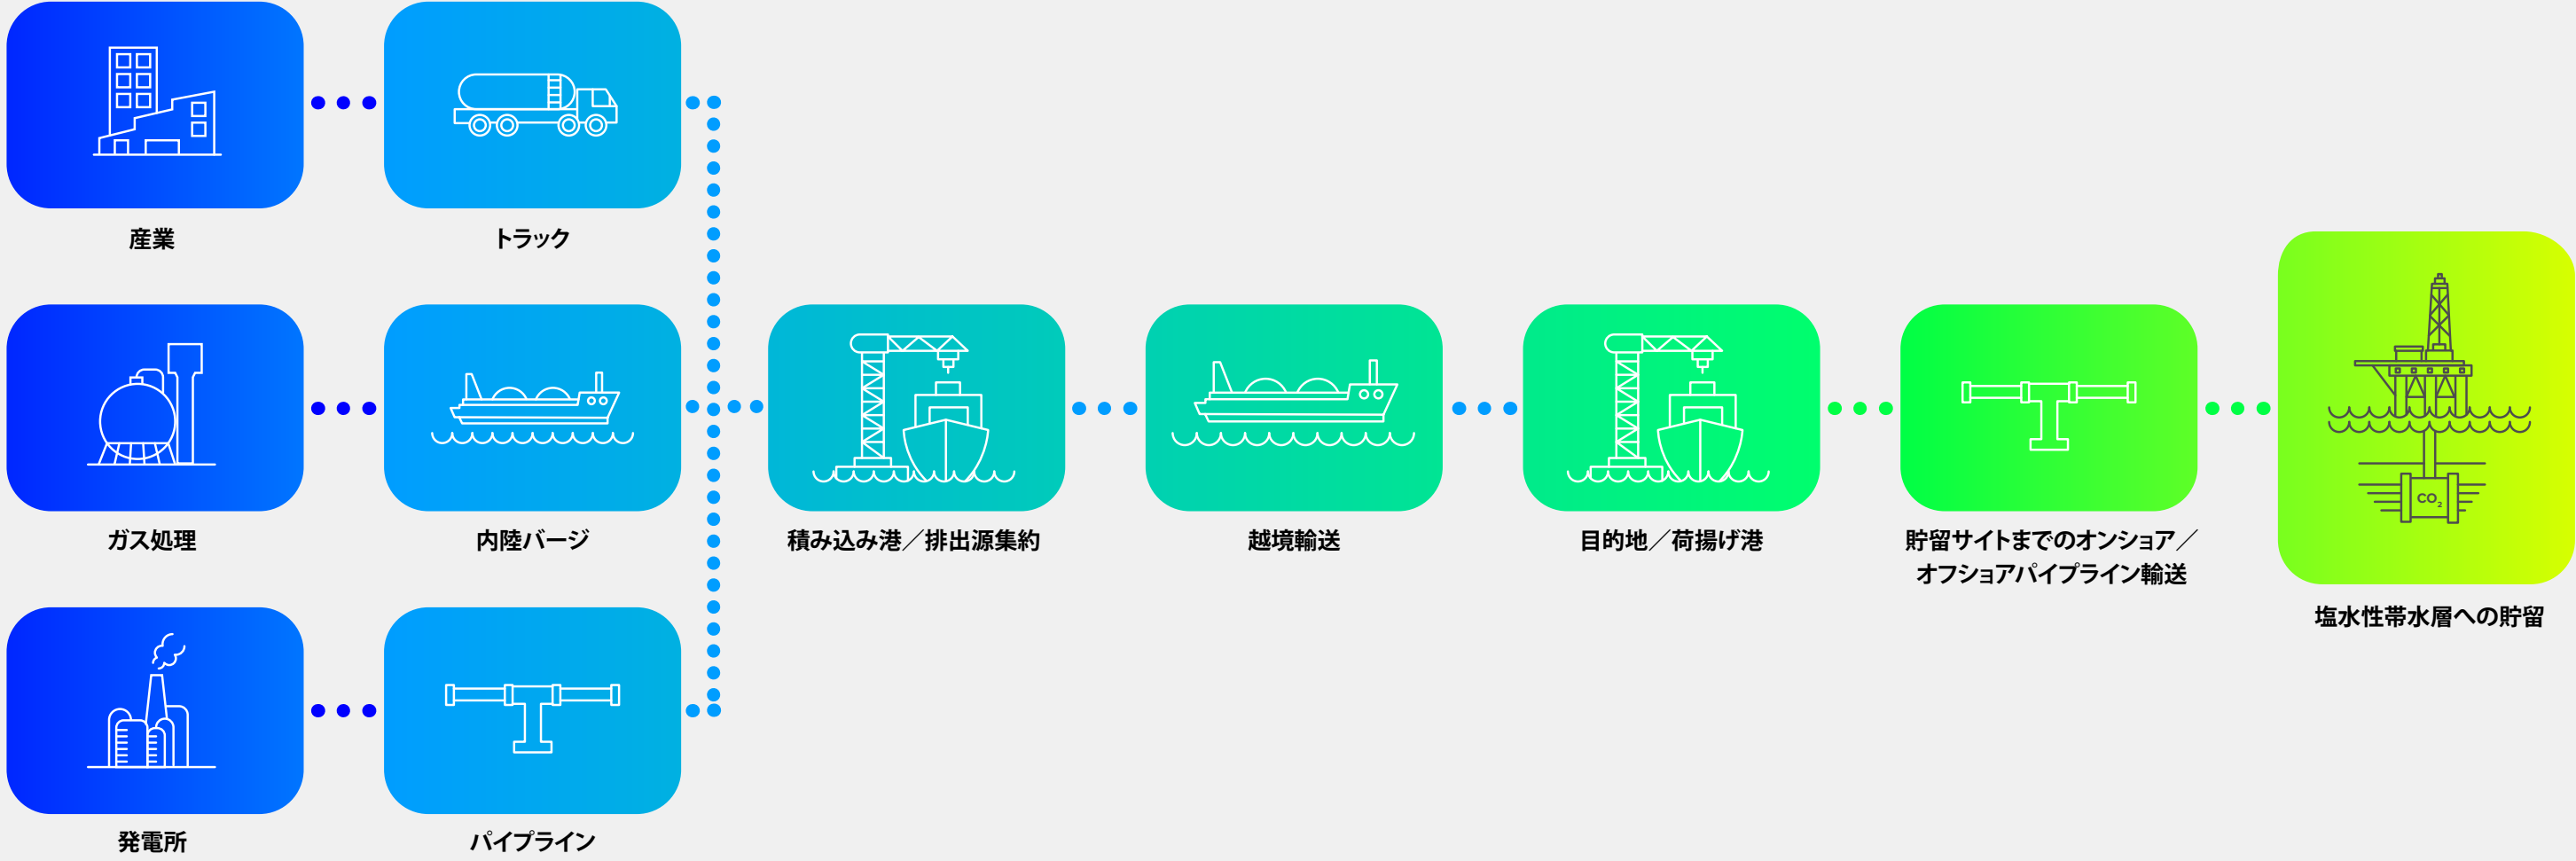 産業
トラック
ガス処理
内陸バージ
積み込み港／排出源集約
越境輸送
目的地／荷揚げ港
貯留サイトまでのオンショア／
オフショアパイプライン輸送
CO₂
塩水性帯水層への貯留
発電所
パイプライン